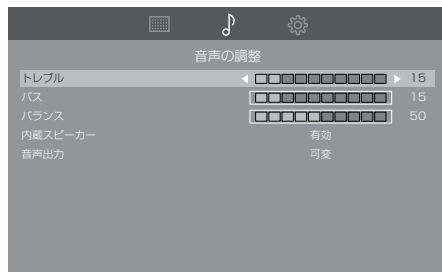 音声の調整
トレブル 15
バス 15
バランス 50
内蔵スピーカー 有効
音声出力 可変